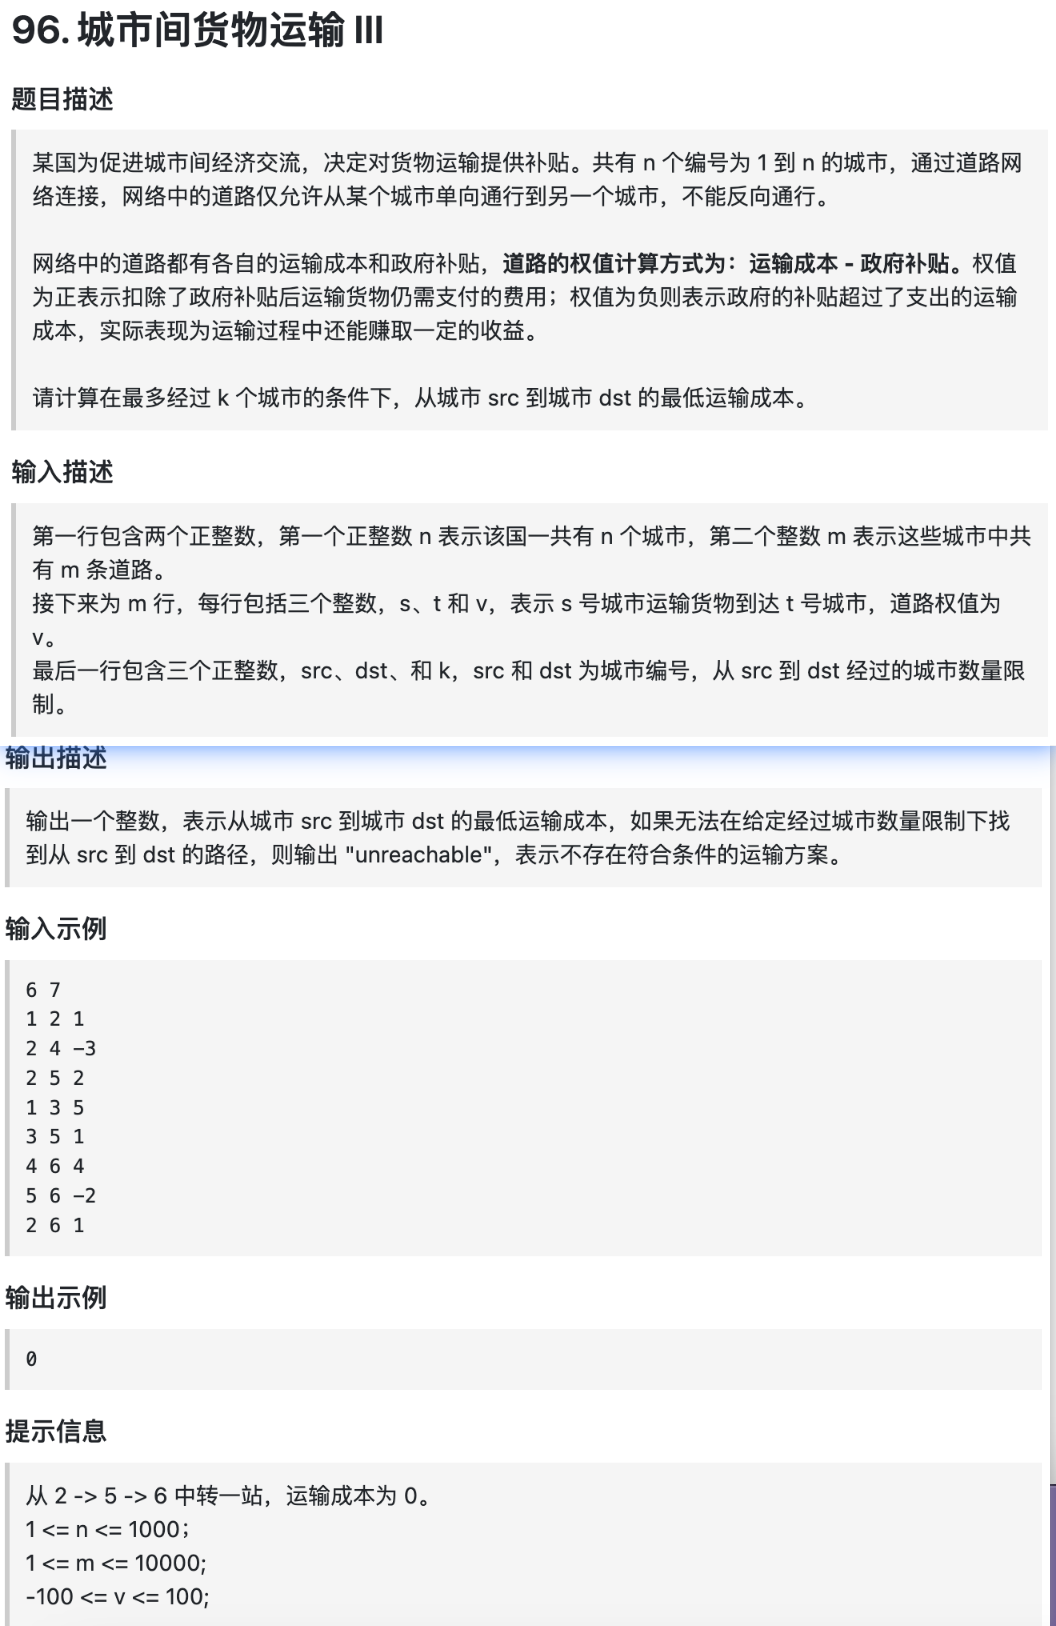 96. 城市间货物运输 III
题目描述
某国为促进城市间经济交流，决定对货物运输提供补贴。共有 n 个编号为 1 到 n 的城市，通过道路网
络连接，网络中的道路仅允许从某个城市单向通行到另一个城市，不能反向通行。
网络中的道路都有各自的运输成本和政府补贴，道路的权值计算方式为：运输成本 - 政府补贴。权值
为正表示扣除了政府补贴后运输货物仍需支付的费用；权值为负则表示政府的补贴超过了支出的运输
成本，实际表现为运输过程中还能赚取一定的收益。
请计算在最多经过 k 个城市的条件下，从城市 src 到城市 dst 的最低运输成本。
输入描述
第一行包含两个正整数，第一个正整数 n 表示该国一共有 n 个城市，第二个整数 m 表示这些城市中共
有 m 条道路。
接下来为 m 行，每行包括三个整数，s、t 和 v，表示 s 号城市运输货物到达 t 号城市，道路权值为
v。
最后一行包含三个正整数，src、dst、和 k，src 和 dst 为城市编号，从 src 到 dst 经过的城市数量限
制。
输出描述
输出一个整数，表示从城市 src 到城市 dst 的最低运输成本，如果无法在给定经过城市数量限制下找
到从 src 到 dst 的路径，则输出 "unreachable"，表示不存在符合条件的运输方案。
输入示例
6 7
1 2 1
2 4 -3
2 5 2
1 3 5
3 5 1
4 6 4
5 6 -2
2 6 1
输出示例
0
提示信息
从 2 -> 5 -> 6 中转一站，运输成本为 0。
1 <= n <= 1000；
1 <= m <= 10000;
-100 <= v <= 100;